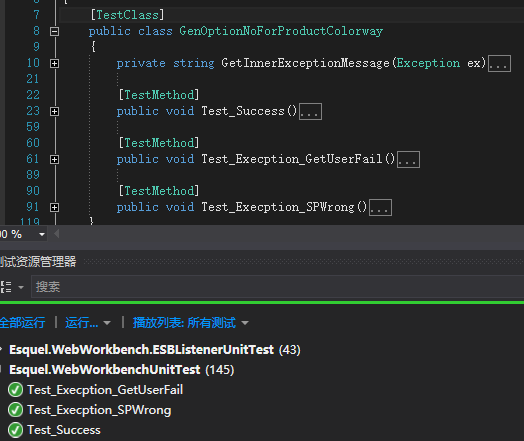 7 [TestClass]
8 public class GenOptionNoForProductColorway
9 {
10 private string GetInnerExceptionMessage(Exception ex)...
21
22 [TestMethod]
23 public void Test_Success()...
59
60 [TestMethod]
61 public void Test_Execption_GetUserFail()...
89
90 [TestMethod]
91 public void Test_Execption_SPWrong()...
119 }
00 %
测试资源管理器
搜索
全部运行 | 运行... | 播放列表: 所有测试
Esquel.WebWorkbench.ESBListenerUnitTest (43)
Esquel.WebWorkbenchUnitTest (145)
Test_Execption_GetUserFail
Test_Execption_SPWrong
Test_Success